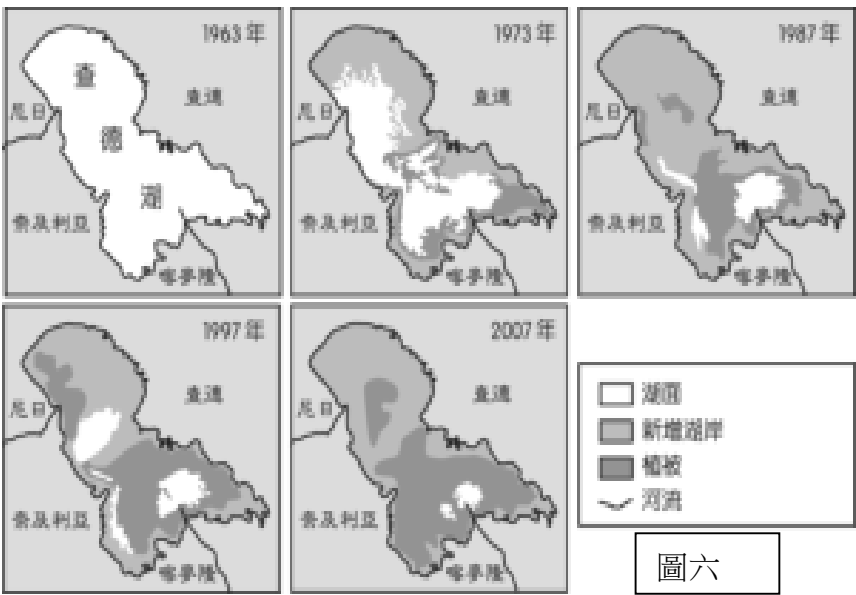 1963年
查
德
湖
尼日
查德
奈及利亞
喀麥隆
1973年
尼日
查德
奈及利亞
喀麥隆
1987年
尼日
查德
奈及利亞
喀麥隆
1997年
尼日
查德
奈及利亞
喀麥隆
2007年
尼日
查德
奈及利亞
喀麥隆
湖面
新增湖岸
植被
河流
圖六